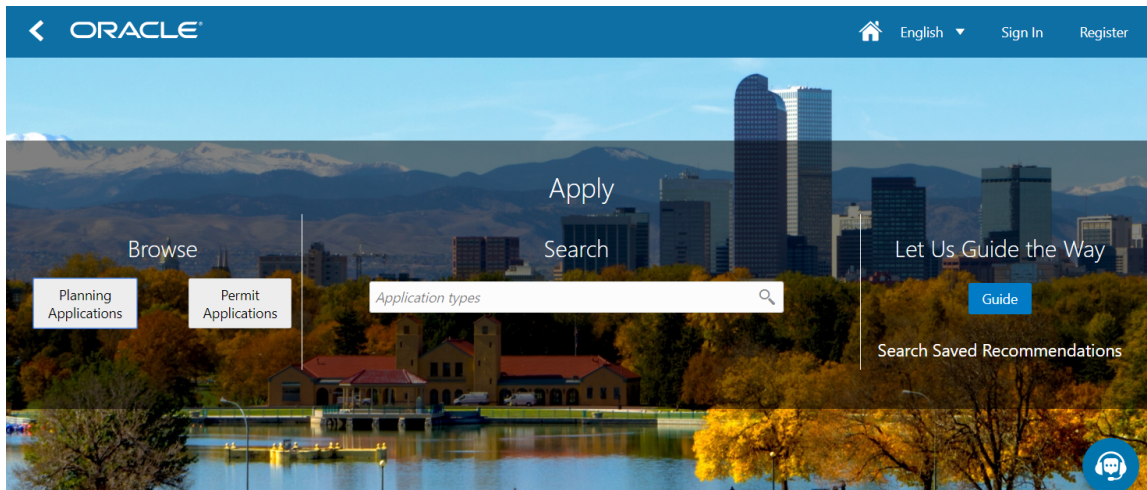 ORACLE
English
Sign In
Register
Apply
Browse
Search
Let Us Guide the Way
Planning
Applications
Permit
Applications
Application types
Guide
Search Saved Recommendations